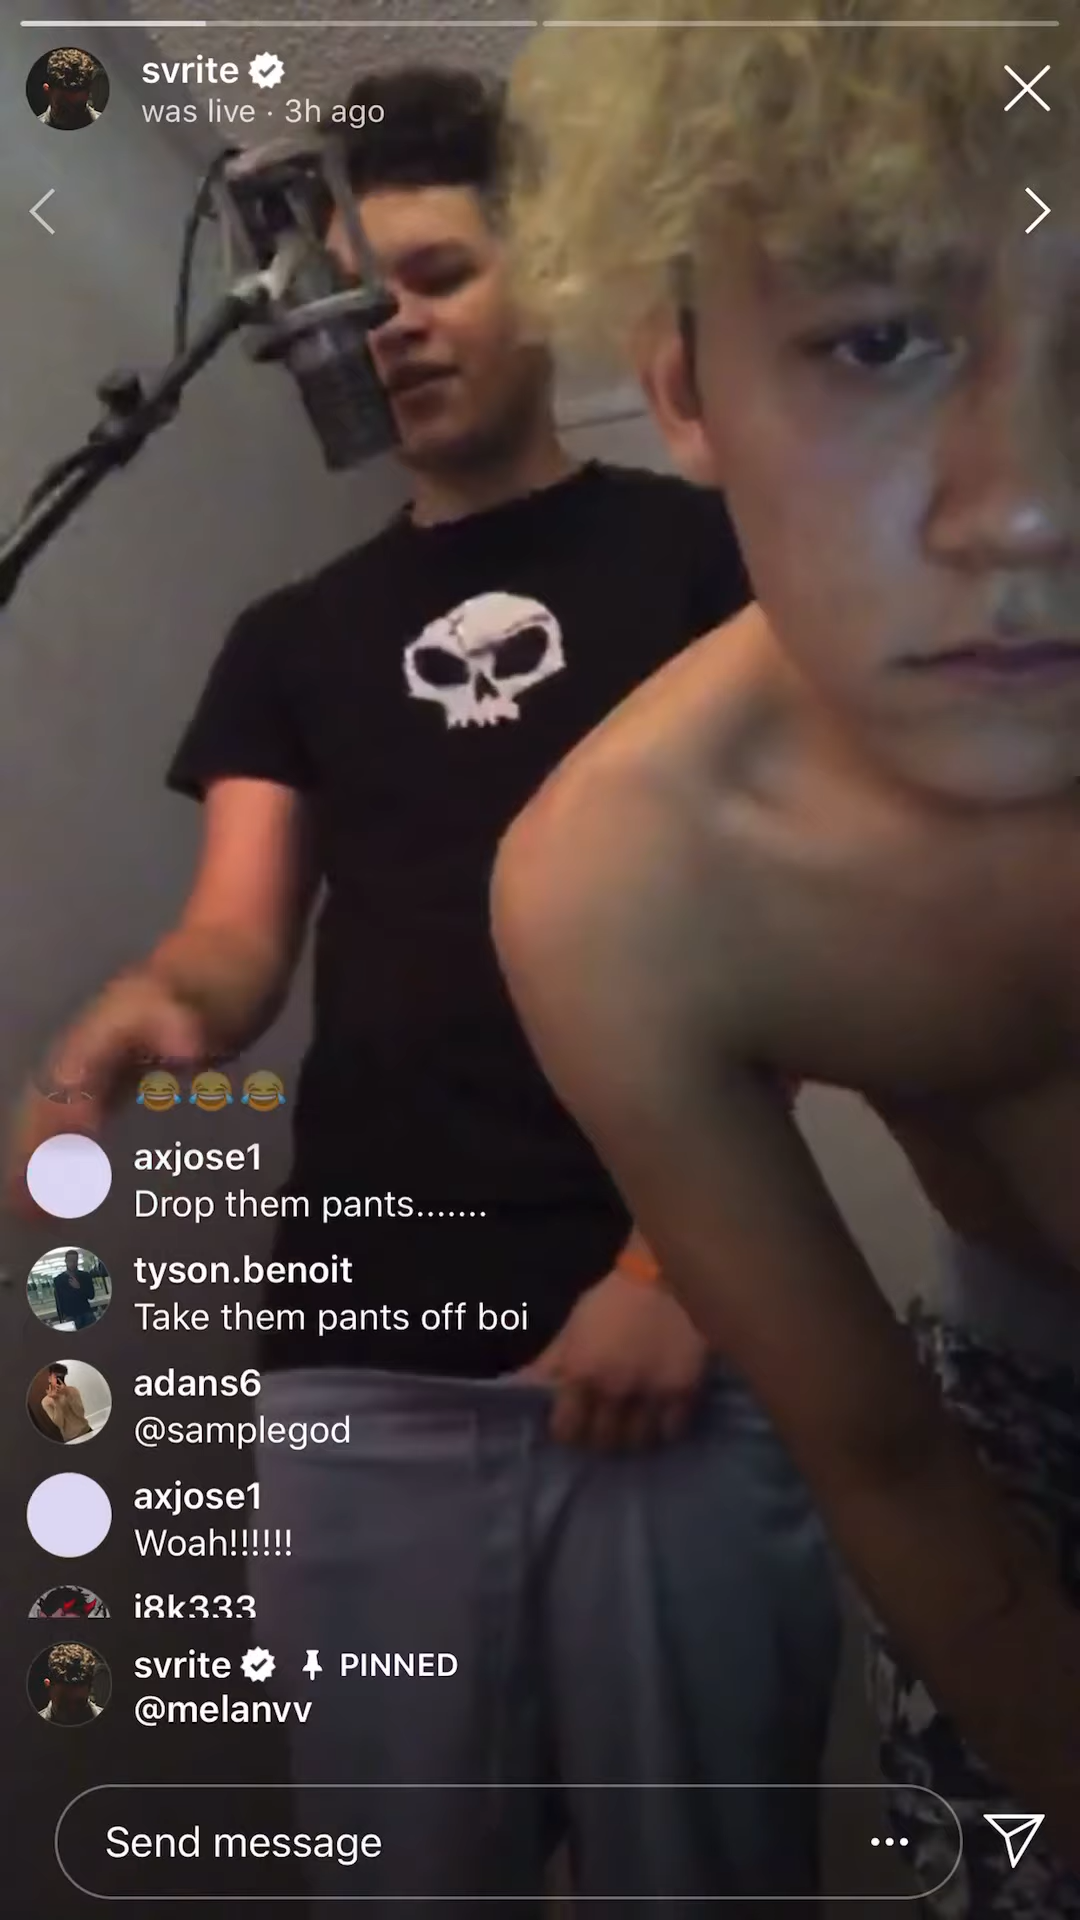 svrite
was live · 3h ago
😂😂😂
axjose1
Drop them pants.......
tyson.benoit
Take them pants off boi
adans6
@samplegod
axjose1
Woah!!!!!!
i8k333
svrite PINNED
@melanvv
Send message